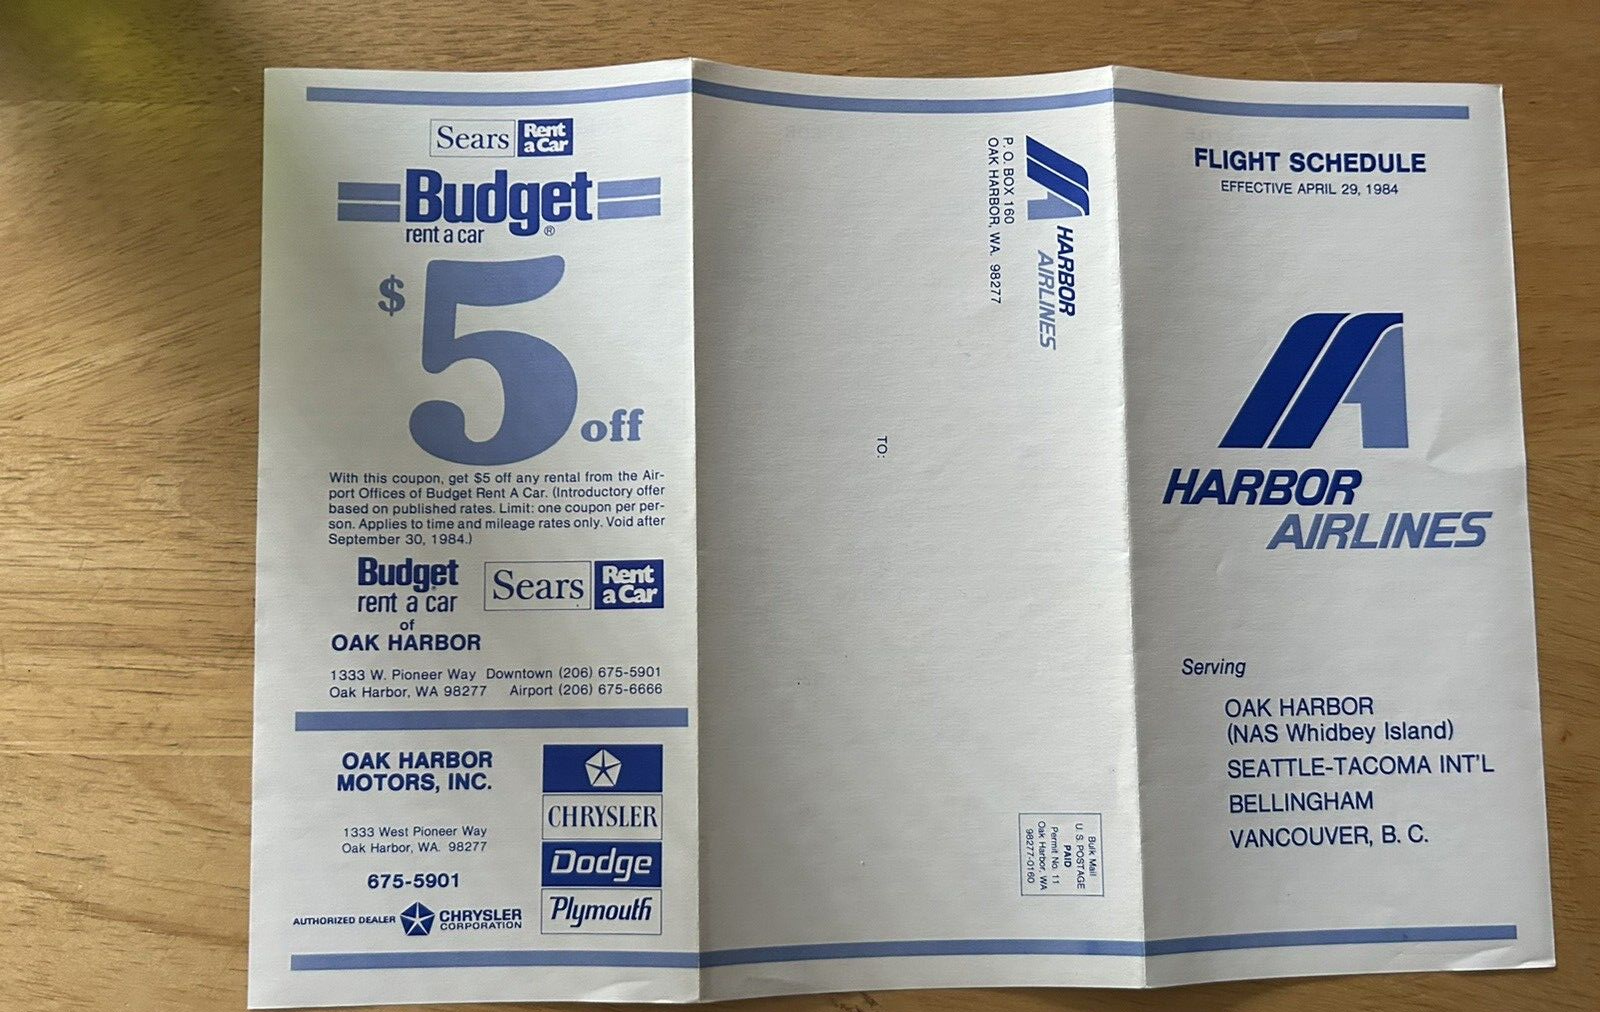 Sears Rent a Car
Budget®
rent a car
$5 off
With this coupon, get $5 off any rental from the Air-
port Offices of Budget Rent A Car. (Introductory offer
based on published rates. Limit: one coupon per per-
son. Applies to time and mileage rates only. Void after
September 30, 1984.)
Budget
rent a car
Sears Rent a Car
of
OAK HARBOR
1333 W. Pioneer Way Downtown (206) 675-5901
Oak Harbor, WA 98277 Airport (206) 675-6666
OAK HARBOR
MOTORS, INC.
1333 West Pioneer Way
Oak Harbor, WA. 98277
675-5901
AUTHORIZED DEALER CHRYSLER
CORPORATION
CHRYSLER
Dodge
Plymouth
HARBOR
AIRLINES
P. O. BOX 160
OAK HARBOR, WA. 98277
TO:
Bulk Mail
U.S. POSTAGE
PAID
Permit No. 11
Oak Harbor, WA
98277-0160
FLIGHT SCHEDULE
EFFECTIVE APRIL 29, 1984
HARBOR
AIRLINES
Serving
OAK HARBOR
(NAS Whidbey Island)
SEATTLE-TACOMA INT'L
BELLINGHAM
VANCOUVER, B. C.